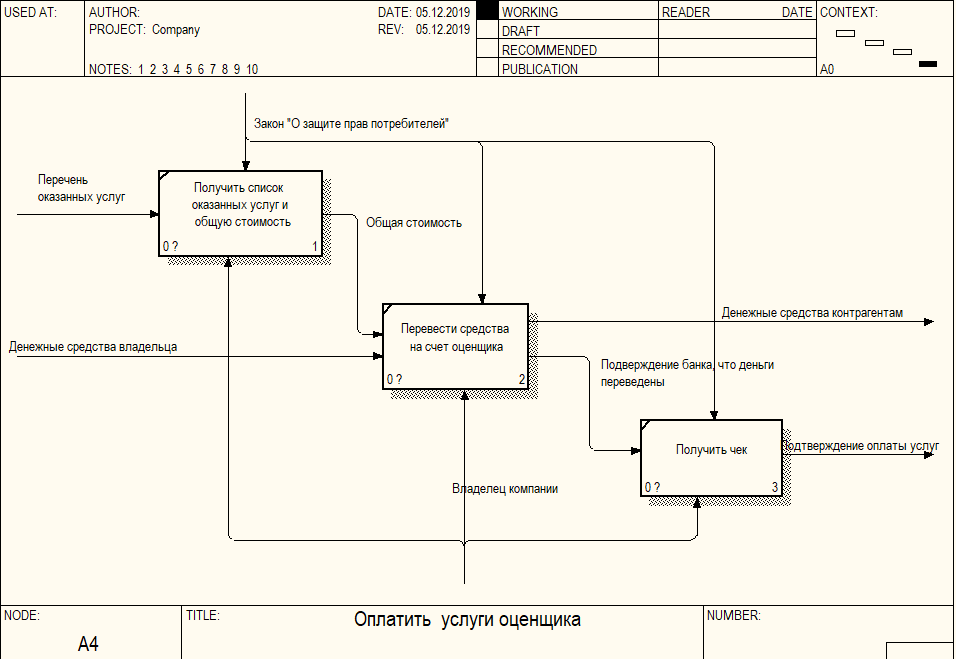 USED AT:
AUTHOR:
DATE: 05.12.2019
PROJECT: Company
REV: 05.12.2019
NOTES: 1 2 3 4 5 6 7 8 9 10
WORKING
DRAFT
RECOMMENDED
PUBLICATION
READER
DATE
CONTEXT:
A0
Закон "О защите прав потребителей"
Перечень
оказанных услуг
Получить список
оказанных услуг и
общую стоимость
0 ?
1
Общая стоимость
Денежные средства контрагентам
Перевести средства
на счет оценщика
0 ?
2
Денежные средства владельца
Подверждение банка, что деньги
переведены
Получить чек
0 ?
3
Подтверждение оплаты услуг
Владелец компании
NODE:
A4
TITLE:
Оплатить услуги оценщика
NUMBER: